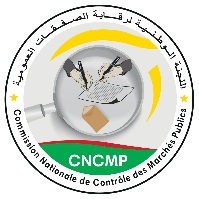 اللجنة الوطنية لرقابة الصفقات العمومية
CNCMP
Commission Nationale de Contrôle des Marchés Publics